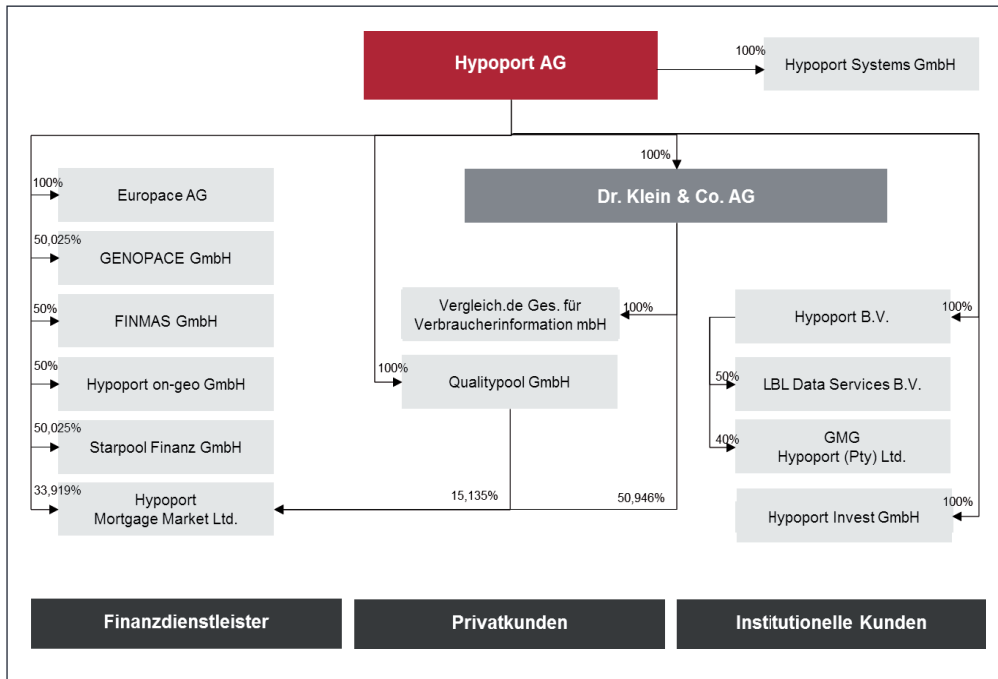 Hypoport AG
100%
Hypoport Systems GmbH
100%
Dr. Klein & Co. AG
100%
Europace AG
50,025%
GENOPACE GmbH
50%
FINMAS GmbH
50%
Hypoport on-geo GmbH
50,025%
Starpool Finanz GmbH
33,919%
Hypoport
Mortgage Market Ltd.
Vergleich.de Ges. für
Verbraucherinformation mbH
100%
100%
Qualitypool GmbH
15,135%
50,946%
Hypoport B.V.
100%
50%
LBL Data Services B.V.
40%
GMG
Hypoport (Pty) Ltd.
Hypoport Invest GmbH
100%
Finanzdienstleister
Privatkunden
Institutionelle Kunden